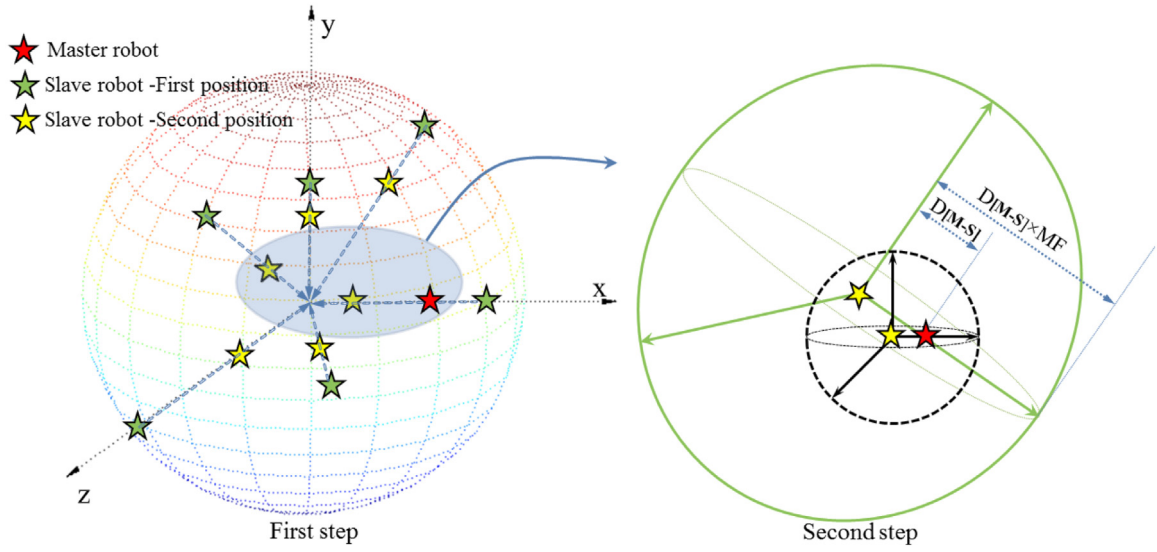 y
Master robot
Slave robot -First position
Slave robot -Second position
x
z
First step
D[M-S]
D[M-S]×MF
Second step